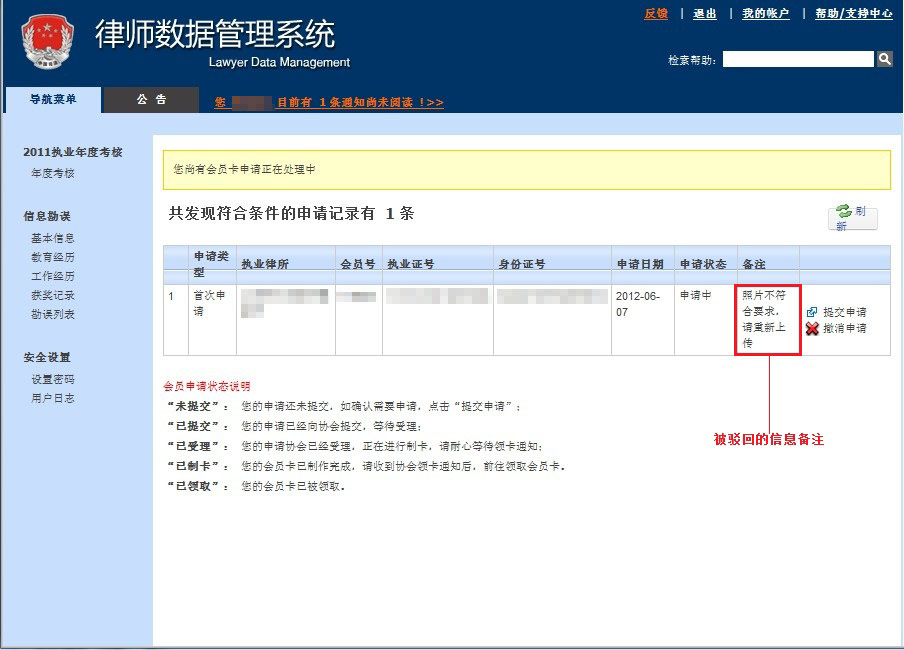 反馈 | 退出 | 我的帐户 | 帮助/支持中心
律师数据管理系统
Lawyer Data Management
检索帮助:
导航菜单
公 告
您 目前有 1条通知尚未阅读 !>>
2011执业年度考核
年度考核
信息勘误
基本信息
教育经历
工作经历
获奖记录
勘误列表
安全设置
设置密码
用户日志
您尚有会员卡申请正在处理中
共发现符合条件的申请记录有 1 条
刷
新
申请类
型
执业律所
会员号
执业证号
身份证号
申请日期
申请状态
备注
1
首次申
请
2012-06-
07
申请中
照片不符
合要求，
请重新上
传
提交申请
撤消申请
被驳回的信息备注
会员申请状态说明
“未提交”： 您的申请还未提交，如确认需要申请，点击“提交申请”；
“已提交”： 您的申请已经向协会提交，等待受理；
“已受理”： 您的申请协会已经受理，正在进行制卡，请耐心等待领卡通知；
“已制卡”： 您的会员卡已制作完成，请收到协会领卡通知后，前往领取会员卡。
“已领取”： 您的会员卡已被领取。